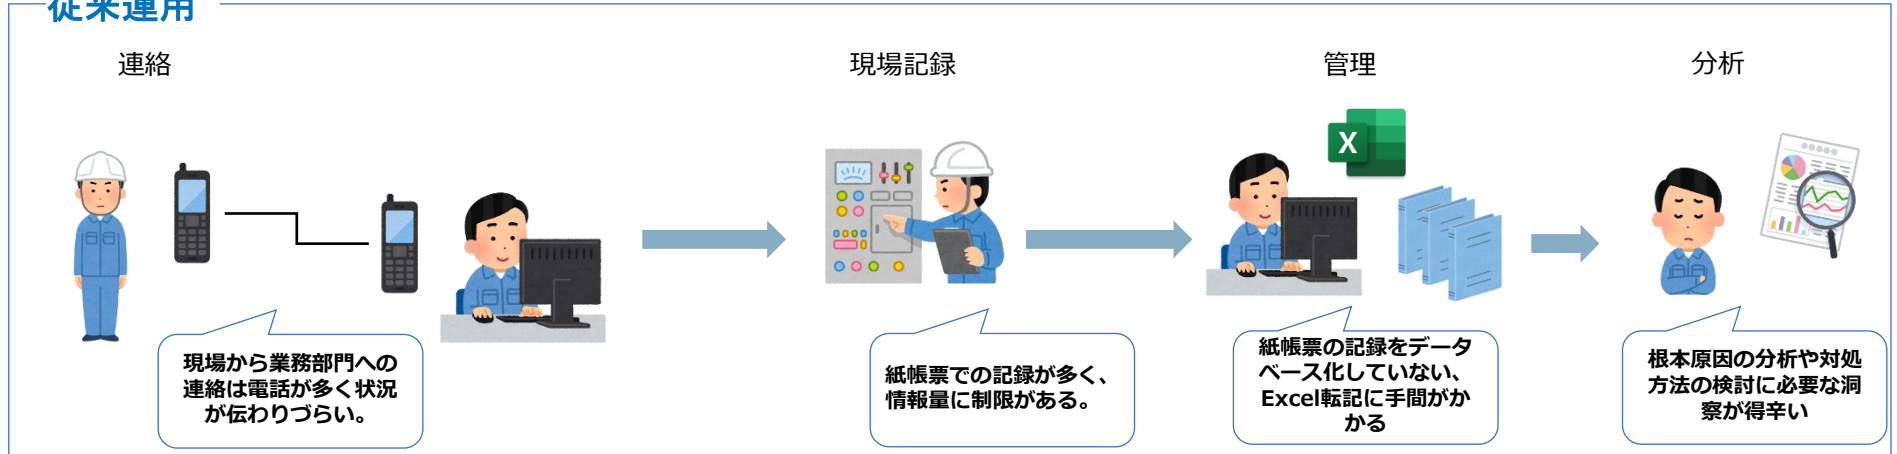 従来運用
連絡
現場記録
管理
分析
X
現場から業務部門への
連絡は電話が多く状況
が伝わりづらい。
紙帳票での記録が多く、
情報量に制限がある。
紙帳票の記録をデータ
ベース化していない、
Excel転記に手間がか
かる
根本原因の分析や対処
方法の検討に必要な洞
察が得辛い